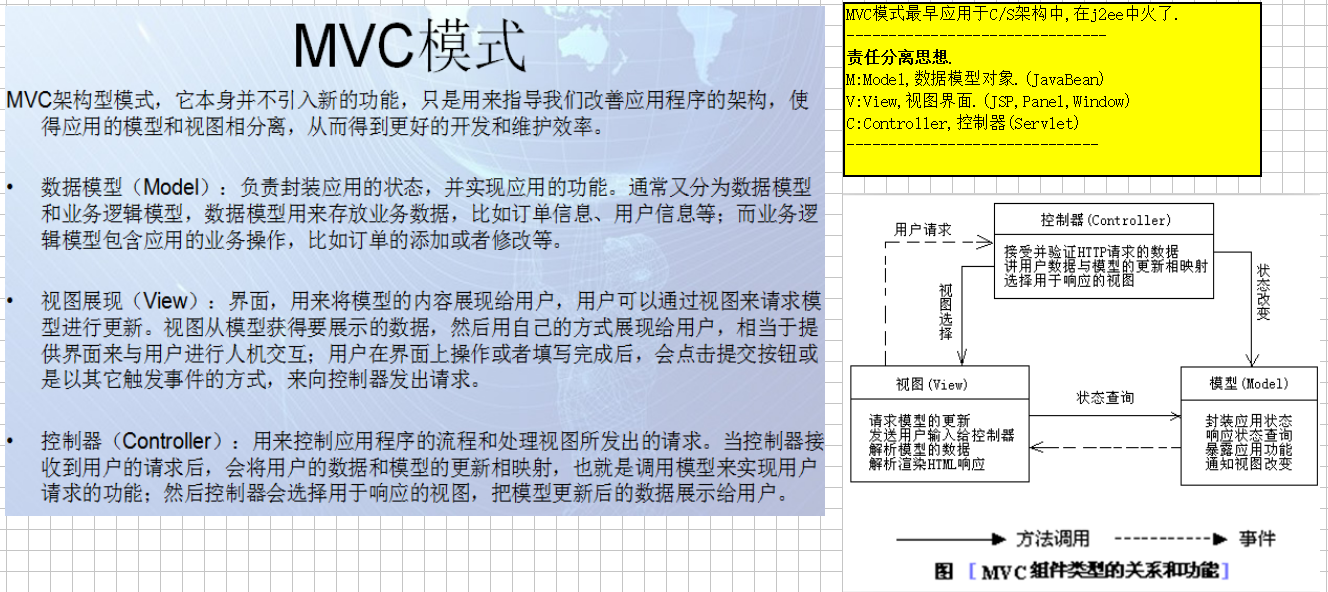 MVC模式
MVC架构型模式，它本身并不引入新的功能，只是用来指导我们改善应用程序的架构，使
得应用的模型和视图相分离，从而得到更好的开发和维护效率。
• 数据模型（Model）：负责封装应用的状态，并实现应用的功能。通常又分为数据模型
和业务逻辑模型，数据模型用来存放业务数据，比如订单信息、用户信息等；而业务逻
辑模型包含应用的业务操作，比如订单的添加或者修改等。
• 视图展现（View）：界面，用来将模型的内容展现给用户，用户可以通过视图来请求模
型进行更新。视图从模型获得要展示的数据，然后用自己的方式展现给用户，相当于提
供界面来与用户进行人机交互；用户在界面上操作或者填写完成后，会点击提交按钮或
是以其它触发事件的方式，来向控制器发出请求。
• 控制器（Controller）：用来控制应用程序的流程和处理视图所发出的请求。当控制器接
收到用户的请求后，会将用户的数据和模型的更新相映射，也就是调用模型来实现用户
请求的功能；然后控制器会选择用于响应的视图，把模型更新后的数据展示给用户。
MVC模式最早应用于C/S架构中,在j2ee中火了.
------------------------------
责任分离思想.
M:Model,数据模型对象.(JavaBean)
V:View,视图界面.(JSP,Panel,Window)
C:Controller,控制器(Servlet)
-----------------------------
用户请求
控制器(Controller)
接受并验证HTTP请求的数据
讲用户数据与模型的更新相映射
选择用于响应的视图
视图选择
状态改变
视图(View)
请求模型的更新
发送用户输入给控制器
解析模型的数据
解析渲染HTML响应
状态查询
模型(Model)
封装应用状态
响应状态查询
暴露应用功能
通知视图改变
方法调用
事件
图 [MVC组件类型的关系和功能]